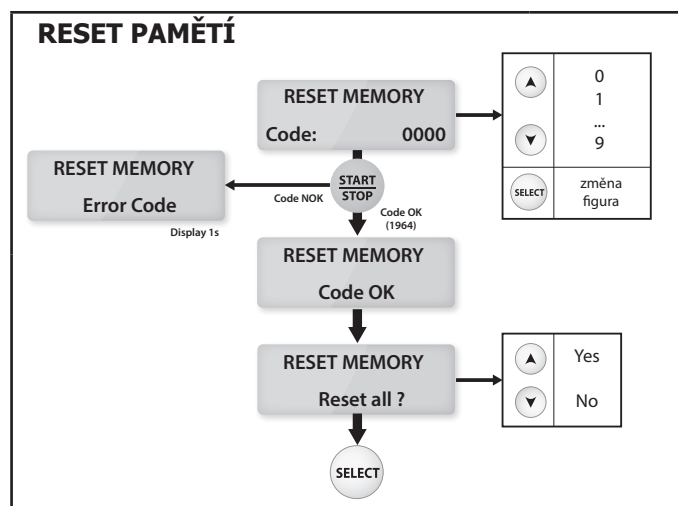 RESET PAMĚTÍ
RESET MEMORY
Code: 0000
0
1
...
9
SELECT
změna
figura
START
STOP
Code NOK
Code OK
(1964)
RESET MEMORY
Error Code
Display 1s
RESET MEMORY
Code OK
RESET MEMORY
Reset all ?
Yes
No
SELECT